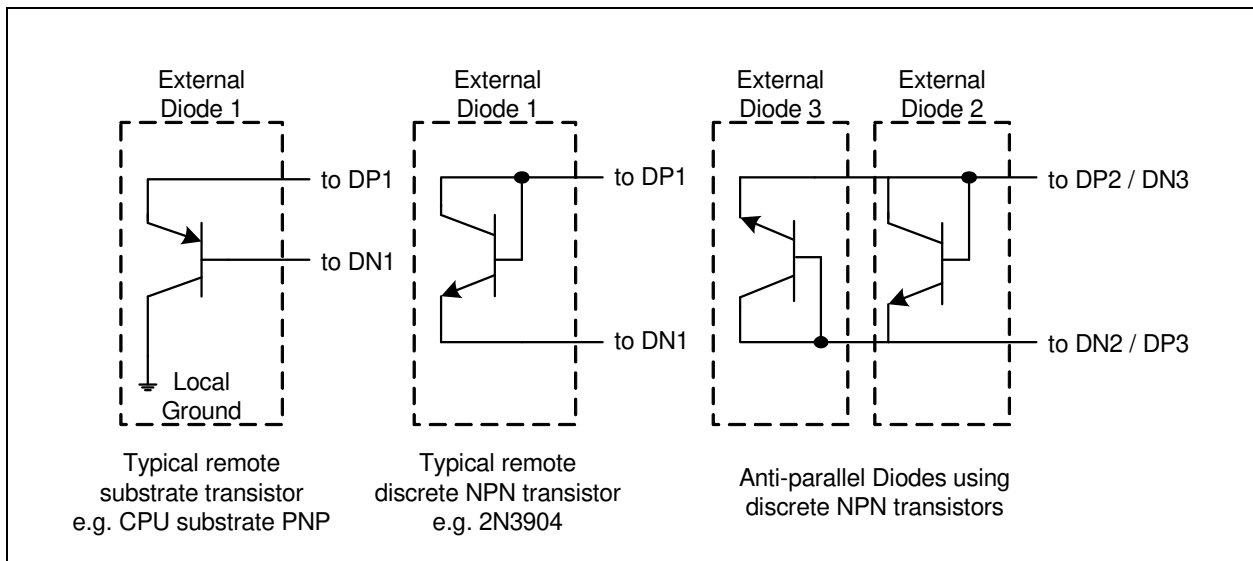 External
Diode 1
to DP1
to DN1
Local
Ground
Typical remote
substrate transistor
e.g. CPU substrate PNP
External
Diode 1
to DP1
to DN1
Typical remote
discrete NPN transistor
e.g. 2N3904
External
Diode 3
External
Diode 2
to DP2 / DN3
to DN2 / DP3
Anti-parallel Diodes using
discrete NPN transistors